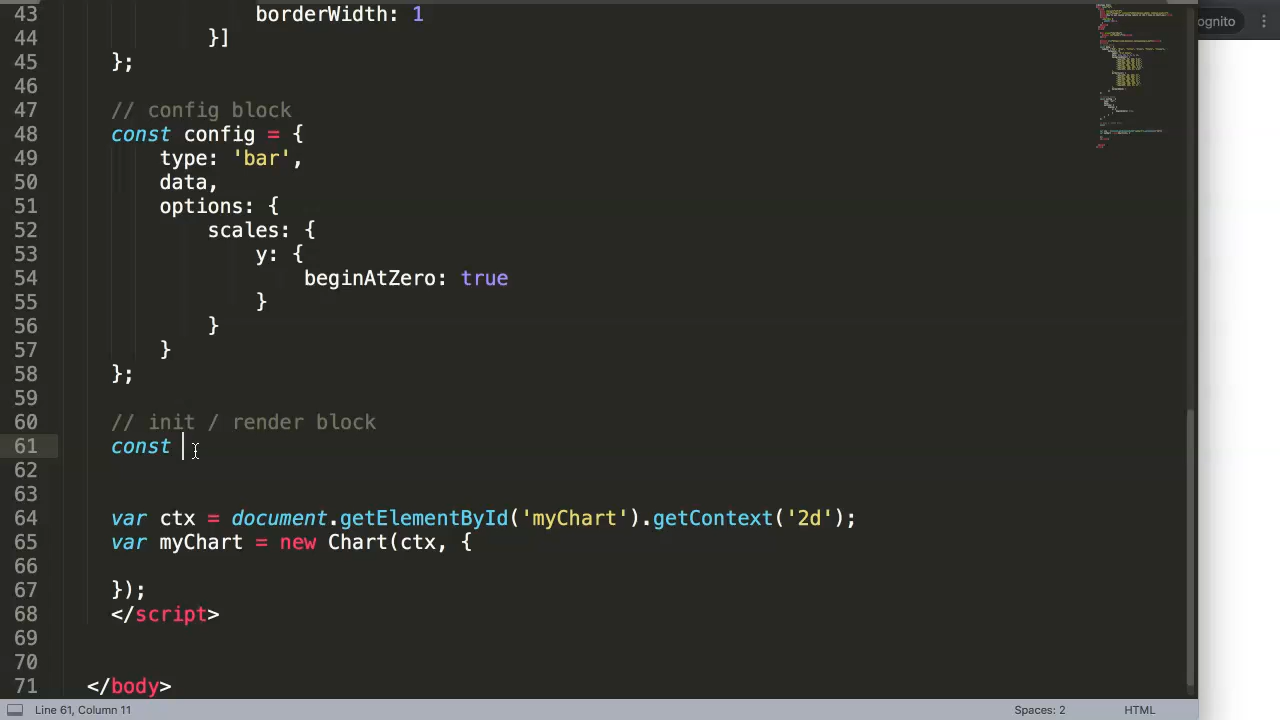 43 borderWidth: 1
44 }]
45 };
46
47 // config block
48 const config = {
49 type: 'bar',
50 data,
51 options: {
52 scales: {
53 y: {
54 beginAtZero: true
55 }
56 }
57 }
58 };
59
60 // init / render block
61 const
62
63
64 var ctx = document.getElementById('myChart').getContext('2d');
65 var myChart = new Chart(ctx, {
66
67 });
68 </script>
69
70
71 </body>
Line 61, Column 11 Spaces: 2 HTML
ognito